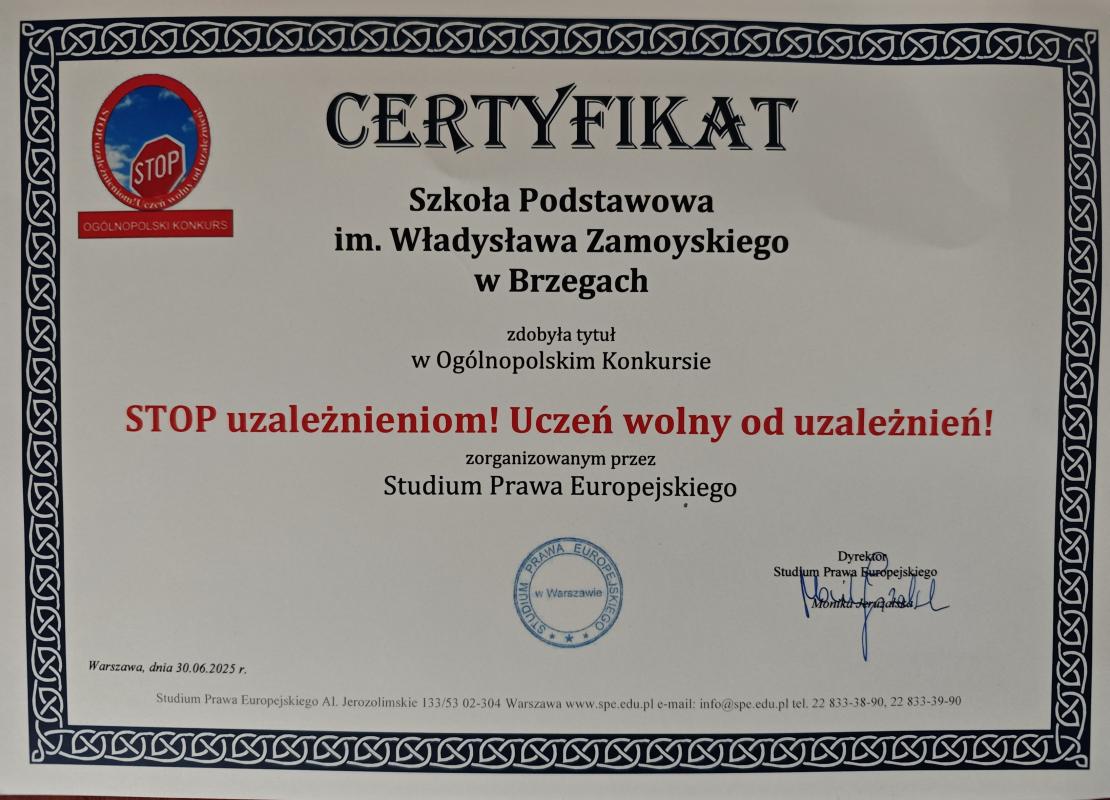 STOP uzależnieniom! Uczeń wolny od uzależnień!
STOP
OGÓLNOPOLSKI KONKURS
CERTYFIKAT
Szkoła Podstawowa
im. Władysława Zamoyskiego
w Brzegach
zdobyła tytuł
w Ogólnopolskim Konkursie
STOP uzależnieniom! Uczeń wolny od uzależnień!
zorganizowanym przez
Studium Prawa Europejskiego
STUDIUM PRAWA EUROPEJSKIEGO
w Warszawie
Dyrektor
Studium Prawa Europejskiego
Monika
Warszawa, dnia 30.06.2025 r.
Studium Prawa Europejskiego Al. Jerozolimskie 133/53 02-304 Warszawa www.spe.edu.pl e-mail: info@spe.edu.pl tel. 22 833-38-90, 22 833-39-90